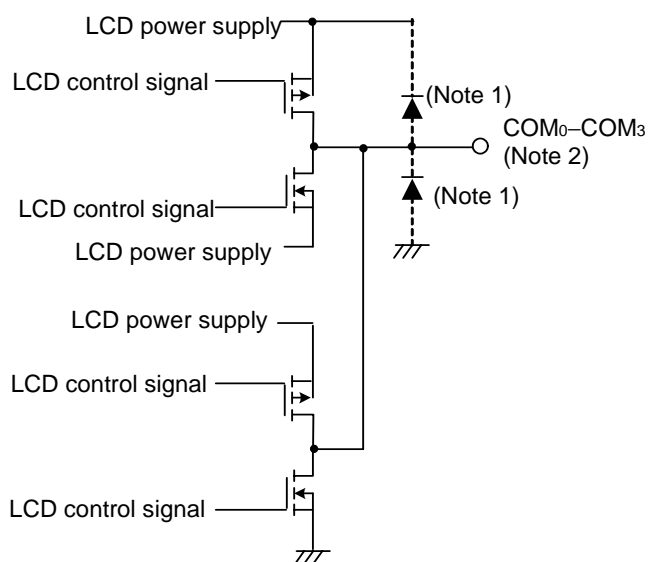 LCD power supply
LCD control signal
(Note 1)
COM₀–COM₃
(Note 2)
(Note 1)
LCD control signal
LCD power supply
LCD power supply
LCD control signal
LCD control signal